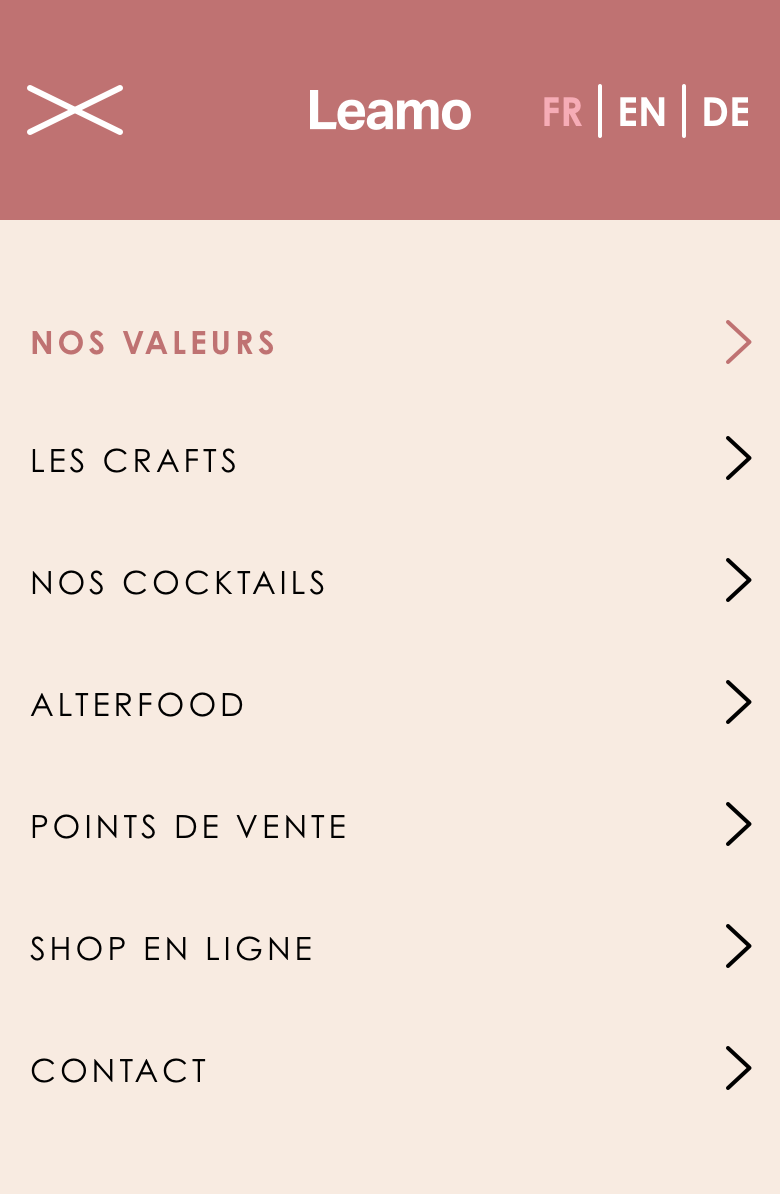 Leamo
FR | EN | DE
NOS VALEURS
LES CRAFTS
NOS COCKTAILS
ALTERFOOD
POINTS DE VENTE
SHOP EN LIGNE
CONTACT